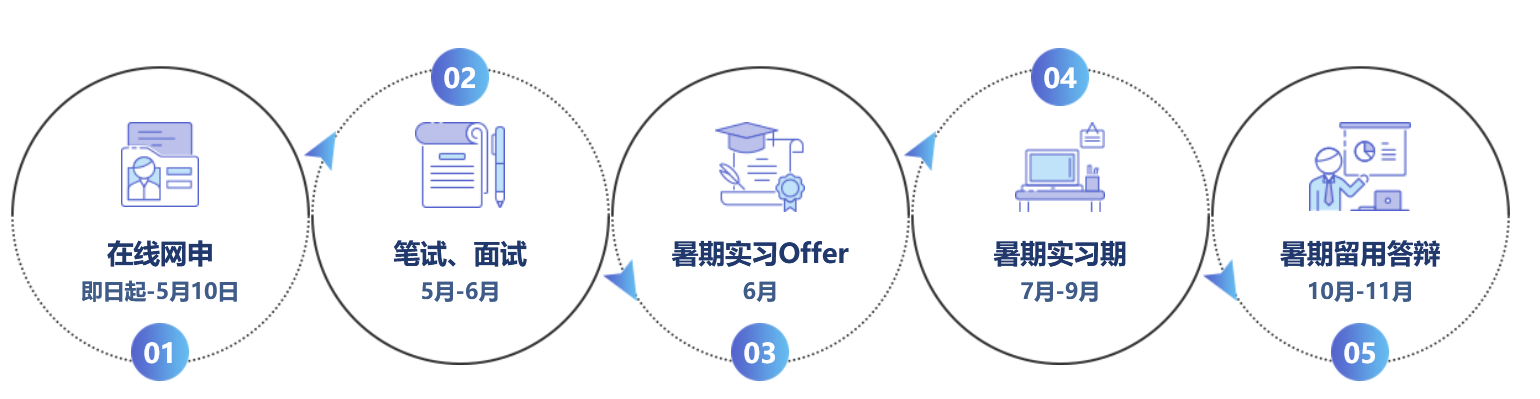 01
在线网申
即日起-5月10日
02
笔试、面试
5月-6月
03
暑期实习Offer
6月
04
暑期实习期
7月-9月
05
暑期留用答辩
10月-11月